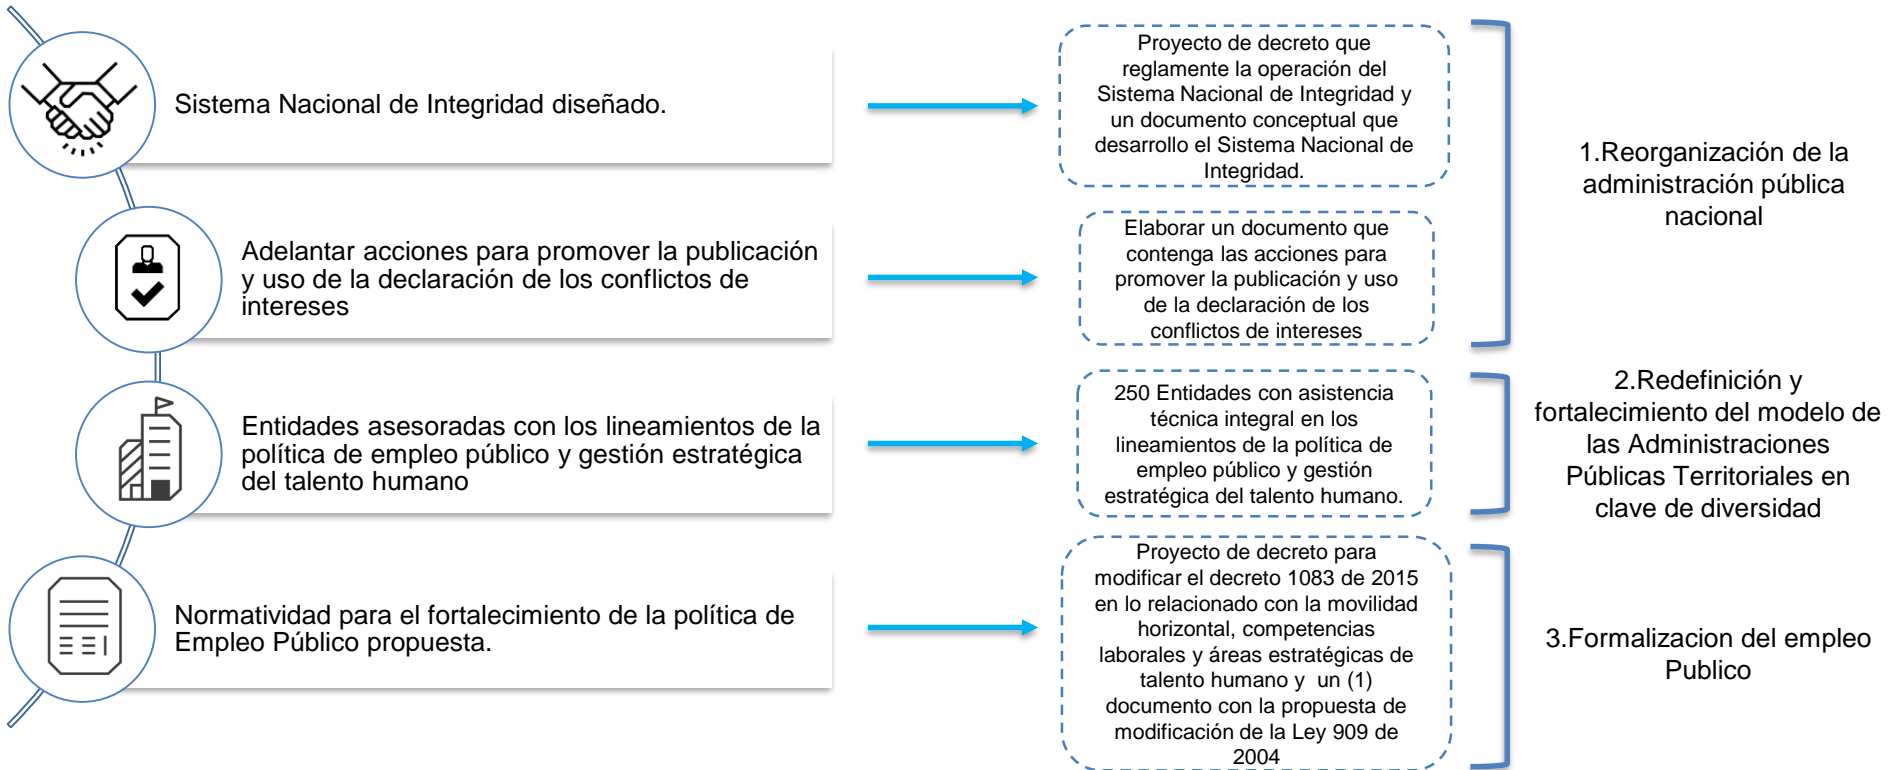 Sistema Nacional de Integridad diseñado.
Proyecto de decreto que
reglamente la operación del
Sistema Nacional de Integridad y
un documento conceptual que
desarrollo el Sistema Nacional de
Integridad.
Adelantar acciones para promover la publicación
y uso de la declaración de los conflictos de
intereses
Elaborar un documento que
contenga las acciones para
promover la publicación y uso
de la declaración de los
conflictos de intereses
1.Reorganización de la
administración pública
nacional
Entidades asesoradas con los lineamientos de la
política de empleo público y gestión estratégica
del talento humano
250 Entidades con asistencia
técnica integral en los
lineamientos de la política de
empleo público y gestión
estratégica del talento humano.
2.Redefinición y
fortalecimiento del modelo de
las Administraciones
Públicas Territoriales en
clave de diversidad
Normatividad para el fortalecimiento de la política de
Empleo Público propuesta.
Proyecto de decreto para
modificar el decreto 1083 de 2015
en lo relacionado con la movilidad
horizontal, competencias
laborales y áreas estratégicas de
talento humano y  un (1)
documento con la propuesta de
modificación de la Ley 909 de
2004
3.Formalizacion del empleo
Publico